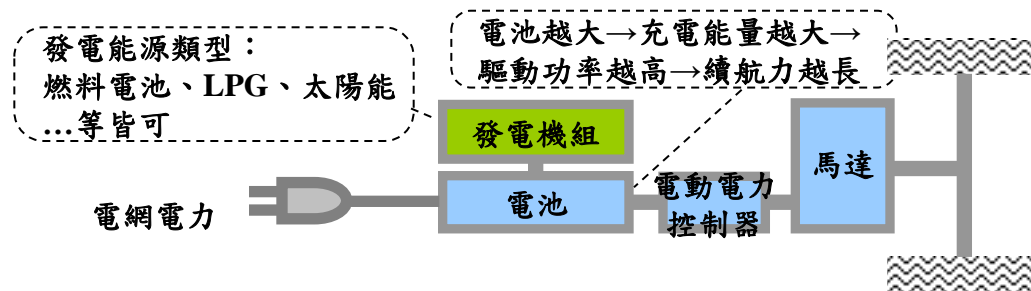 發電能源類型：
燃料電池、LPG、太陽能
…等皆可
電池越大→充電能量越大→
驅動功率越高→續航力越長
發電機組
電網電力
電池
電動電力
控制器
馬達